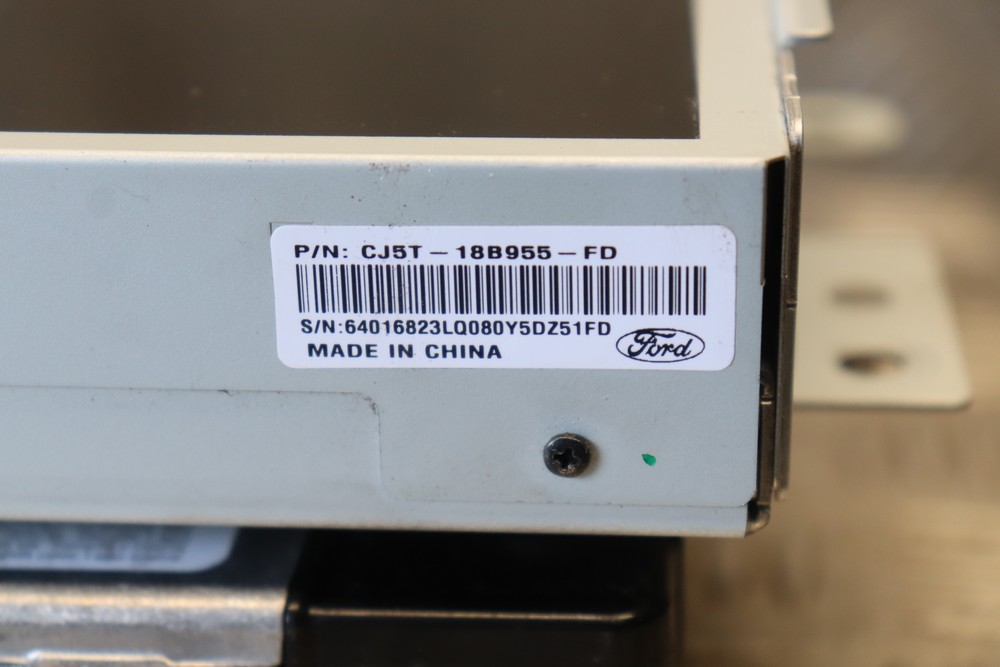 P/N: CJ5T – 18B955 – FD
S/N:64016823LQ080Y5DZ51FD
MADE IN CHINA
Ford